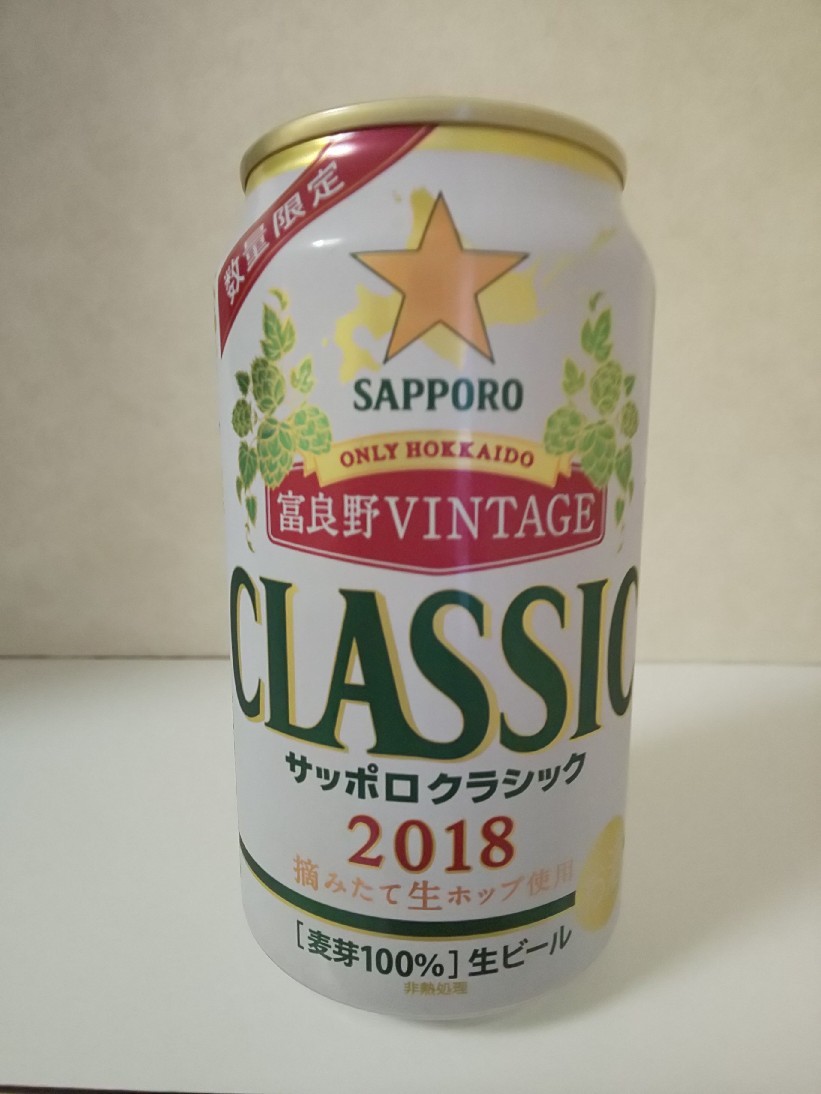 数量限定
SAPPORO
ONLY HOKKAIDO
富良野VINTAGE
CLASSIC
サッポロクラシック
2018
摘みたて生ホップ使用
[麦芽100%]生ビール
非熱処理